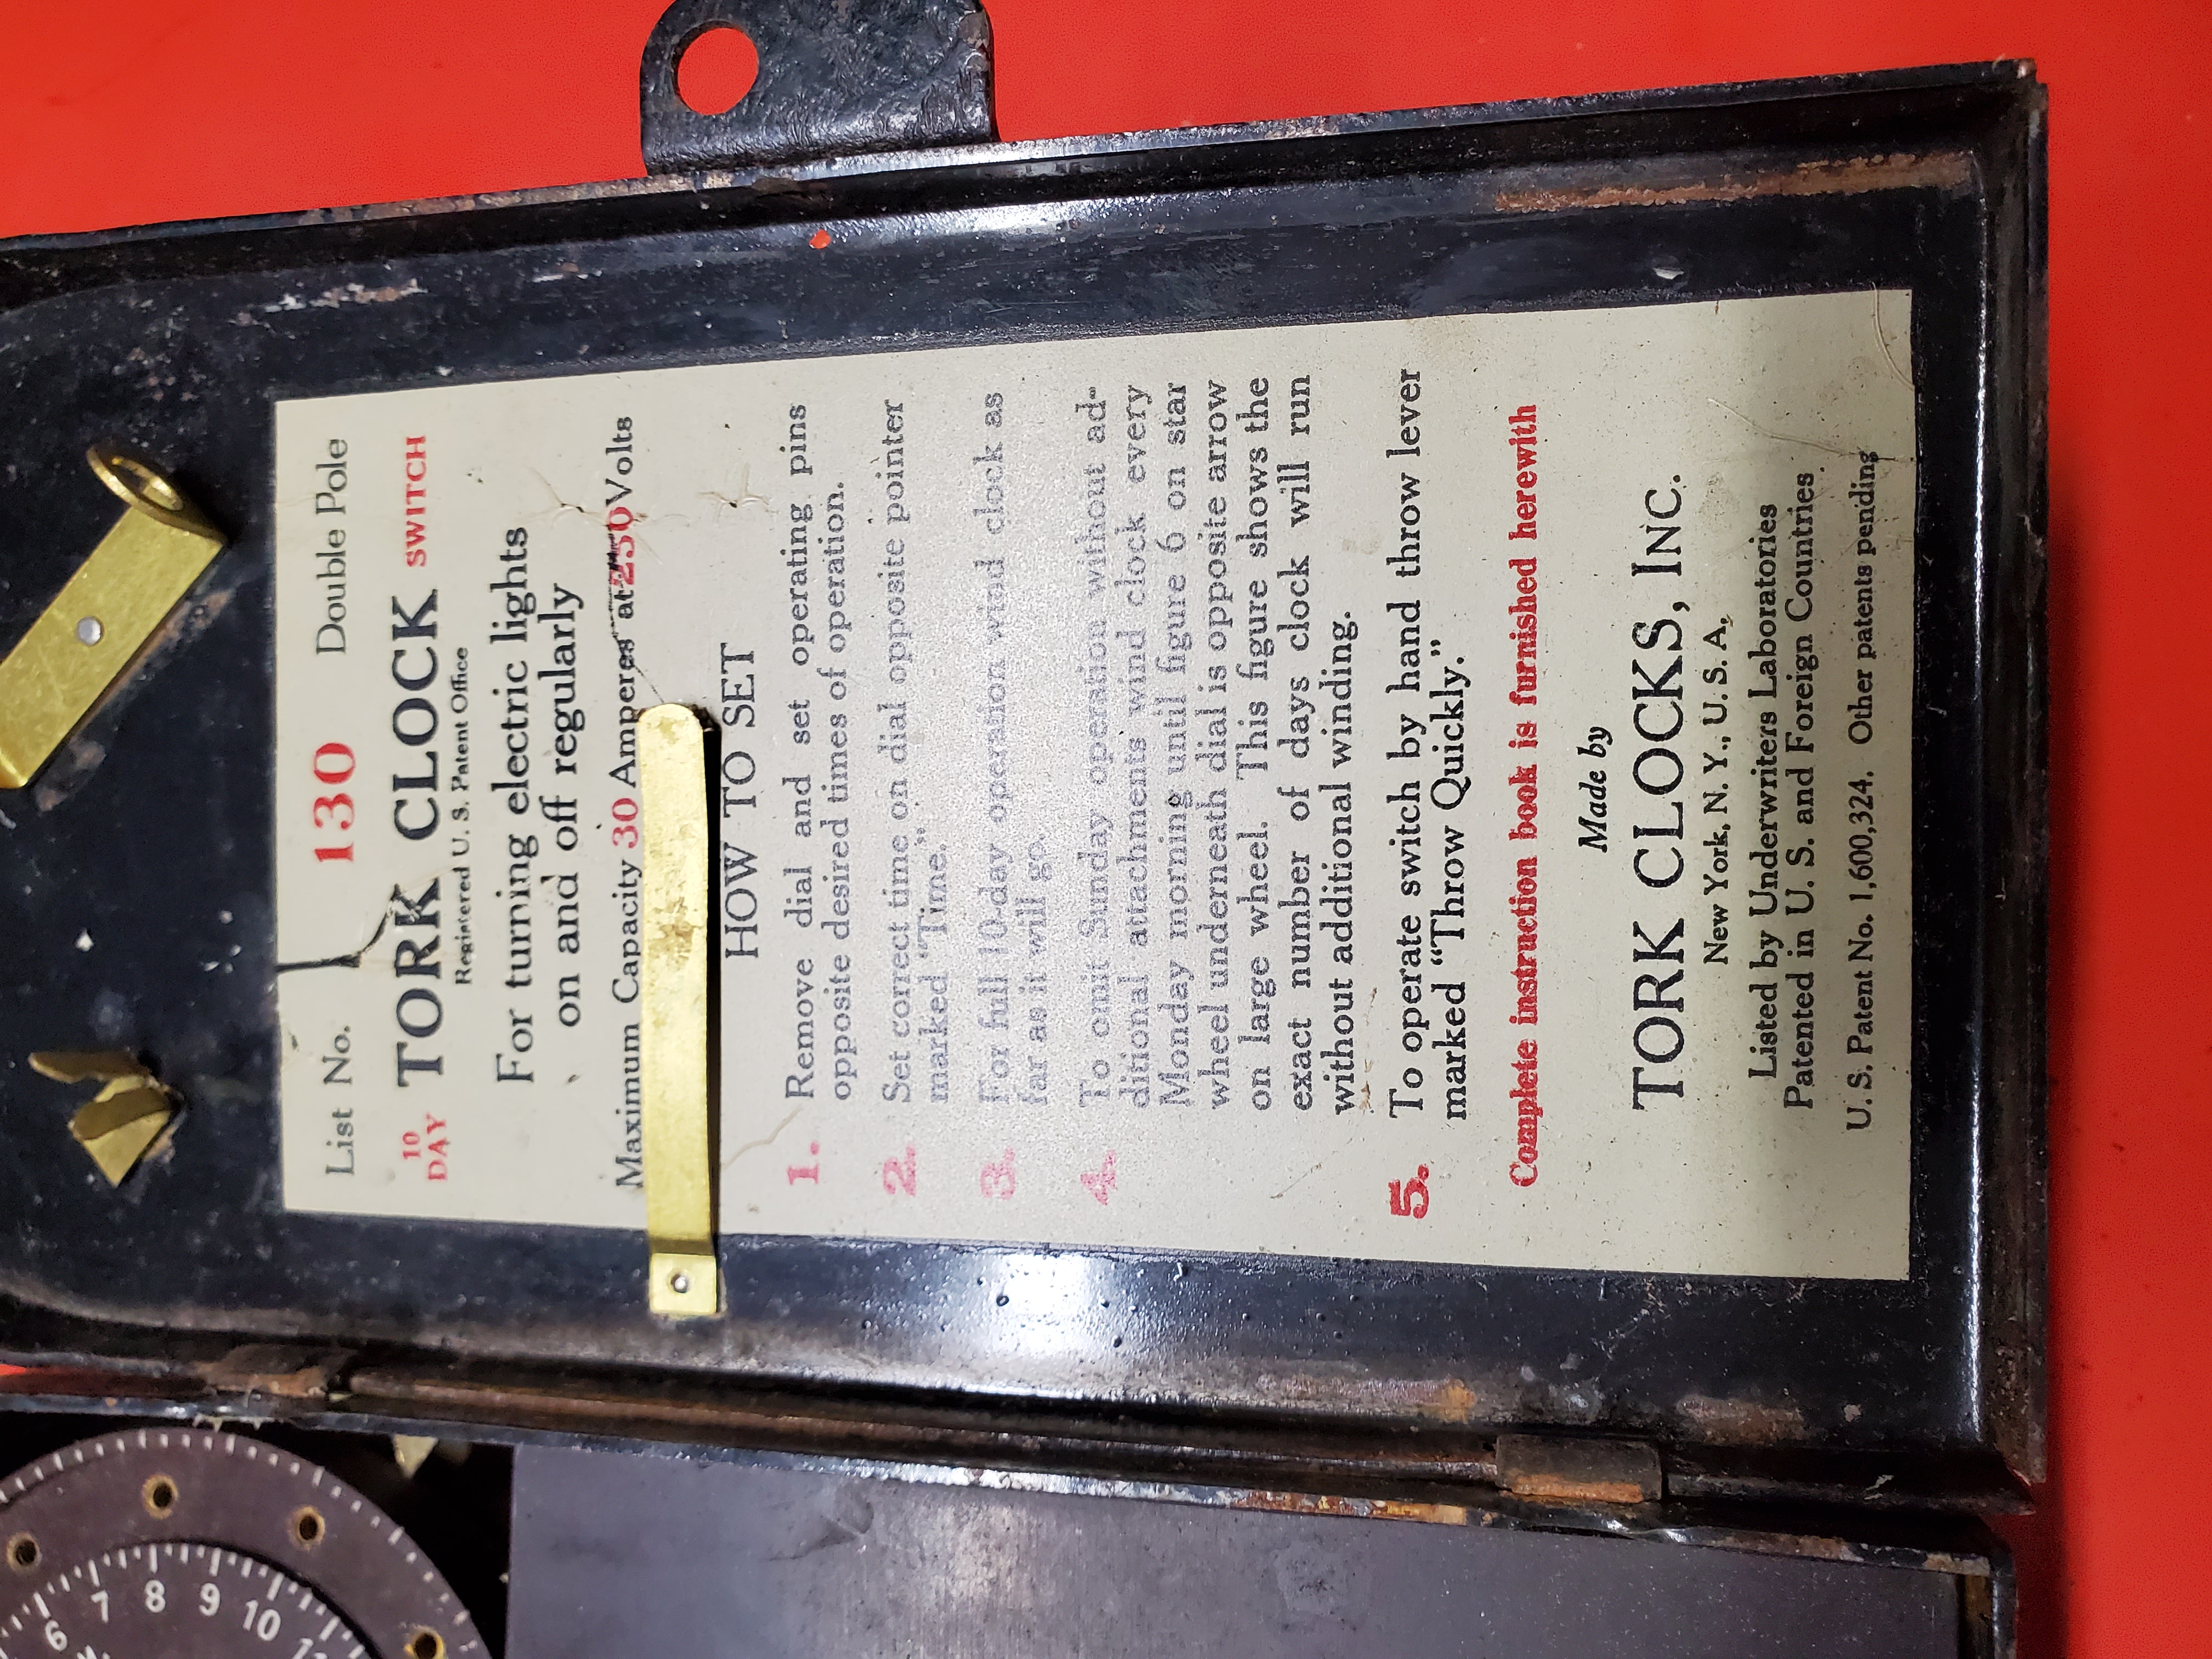 List No. 130 Double Pole
10 DAY TORK CLOCK SWITCH
Registered U. S. Patent Office
For turning electric lights
on and off regularly
Maximum Capacity 30 Amperes at 250 Volts
HOW TO SET
1. Remove dial and set operating pins
opposite desired times of operation.
2. Set correct time on dial opposite pointer
marked "Time."
3. For full 10-day operation wind clock as
far as it will go.
4. To omit Sunday operation without ad-
ditional attachments wind clock every
Monday morning until figure 6 on star
wheel underneath dial is opposite arrow
on large wheel. This figure shows the
exact number of days clock will run
without additional winding.
5. To operate switch by hand throw lever
marked “Throw Quickly.”
Complete instruction book is furnished herewith
Made by
TORK CLOCKS, INC.
New York, N. Y., U. S. A.
Listed by Underwriters Laboratories
Patented in U. S. and Foreign Countries
U. S. Patent No. 1,600,324. Other patents pending
6 7 8 9 10